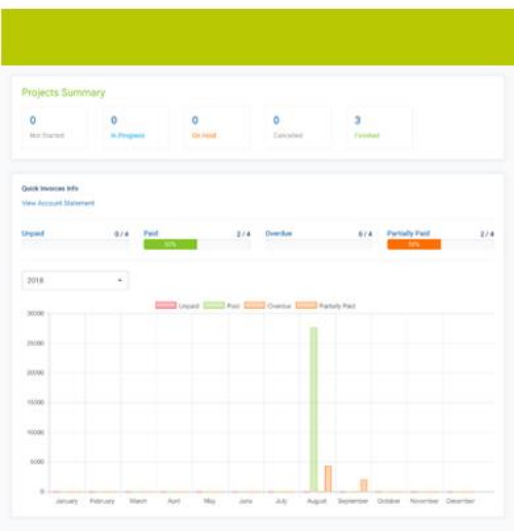 Projects Summary
0 0 0 0 3
Not Started In Progress On Hold Cancelled Finished
Quick Invoices Info
View Account Statement
Unpaid 0 / 4 Paid 2 / 4 Overdue 0 / 4 Partially Paid 2 / 4
50% 50%
2018
Unpaid Paid Overdue Partially Paid
30000
25000
20000
15000
10000
5000
0
January February March April May June July August September October November December